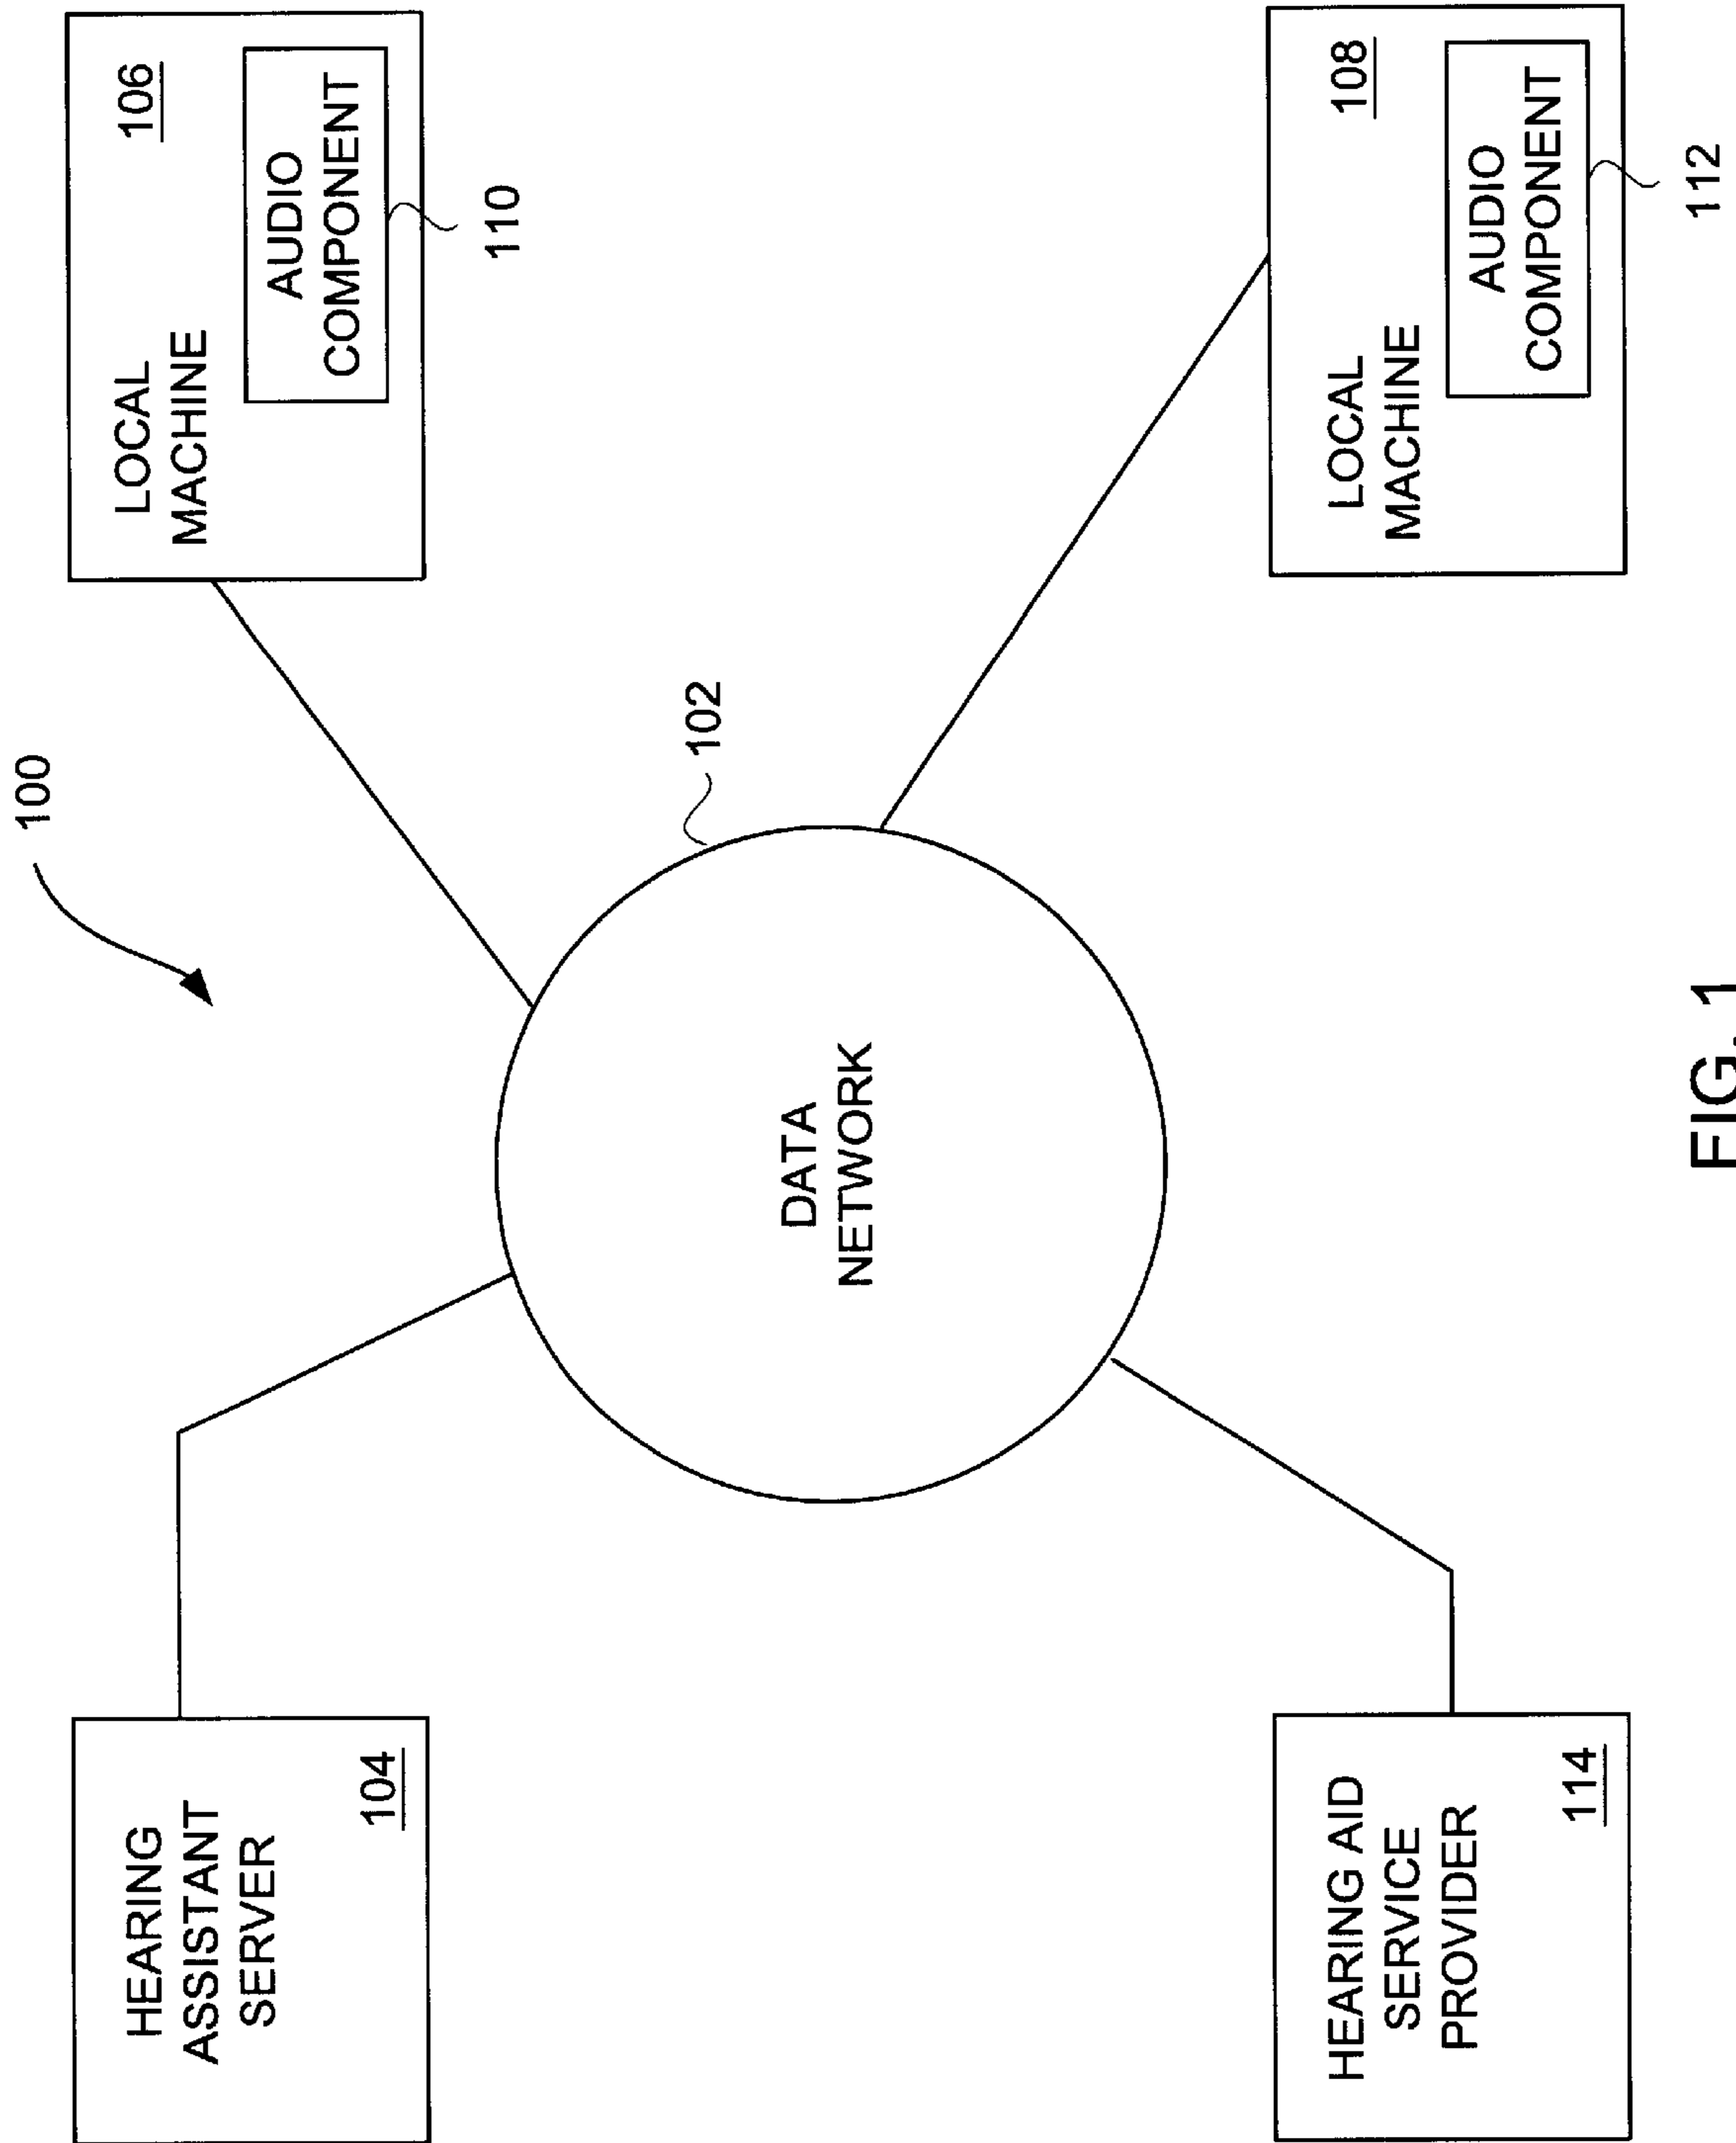 100
HEARING
ASSISTANT
SERVER
104
LOCAL
MACHINE
106
AUDIO
COMPONENT
110
102
DATA
NETWORK
HEARING AID
SERVICE
PROVIDER
114
LOCAL
MACHINE
108
AUDIO
COMPONENT
112
FIG. 1